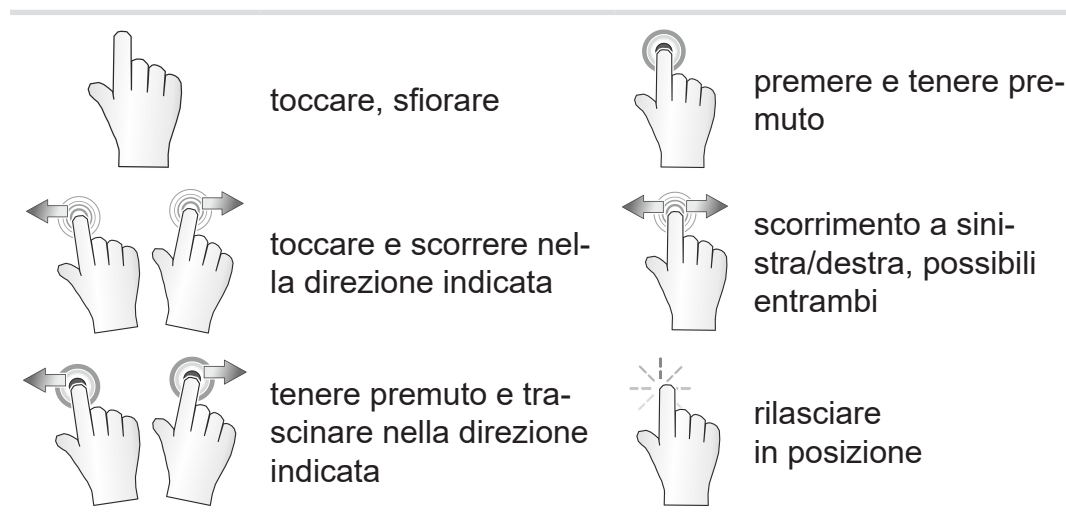 toccare, sfiorare
premere e tenere pre-
muto
toccare e scorrere nel-
la direzione indicata
scorrimento a sini-
stra/destra, possibili
entrambi
tenere premuto e tra-
scinare nella direzione
indicata
rilasciare
in posizione